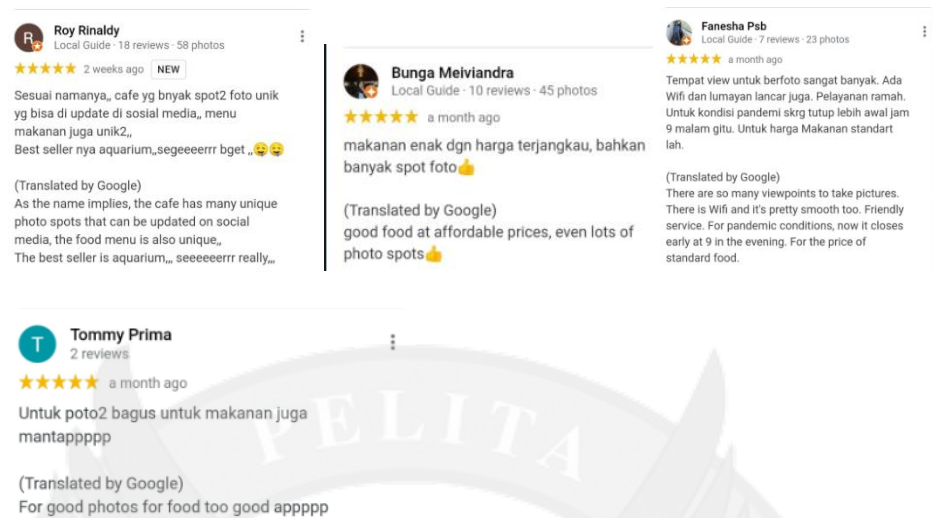 Roy Rinaldy
Local Guide · 18 reviews · 58 photos
2 weeks ago NEW
Sesuai namanya,, cafe yg bnyak spot2 foto unik
yg bisa di update di sosial media,, menu
makanan juga unik2,,
Best seller nya aquarium,,segeeeerrr bget ,,🤤🤤
(Translated by Google)
As the name implies, the cafe has many unique
photo spots that can be updated on social
media, the food menu is also unique,,
The best seller is aquarium,,, seeeeeerrr really,,,
Bunga Meiviandra
Local Guide · 10 reviews · 45 photos
a month ago
makanan enak dgn harga terjangkau, bahkan
banyak spot foto👍
(Translated by Google)
good food at affordable prices, even lots of
photo spots👍
Fanesha Psb
Local Guide · 7 reviews · 23 photos
a month ago
Tempat view untuk berfoto sangat banyak. Ada
Wifi dan lumayan lancar juga. Pelayanan ramah.
Untuk kondisi pandemi skrg tutup lebih awal jam
9 malam gitu. Untuk harga Makanan standart
lah.
(Translated by Google)
There are so many viewpoints to take pictures.
There is Wifi and it's pretty smooth too. Friendly
service. For pandemic conditions, now it closes
early at 9 in the evening. For the price of
standard food.
T
Tommy Prima
2 reviews
a month ago
Untuk poto2 bagus untuk makanan juga
mantappppp
(Translated by Google)
For good photos for food too good appppp
PELITA